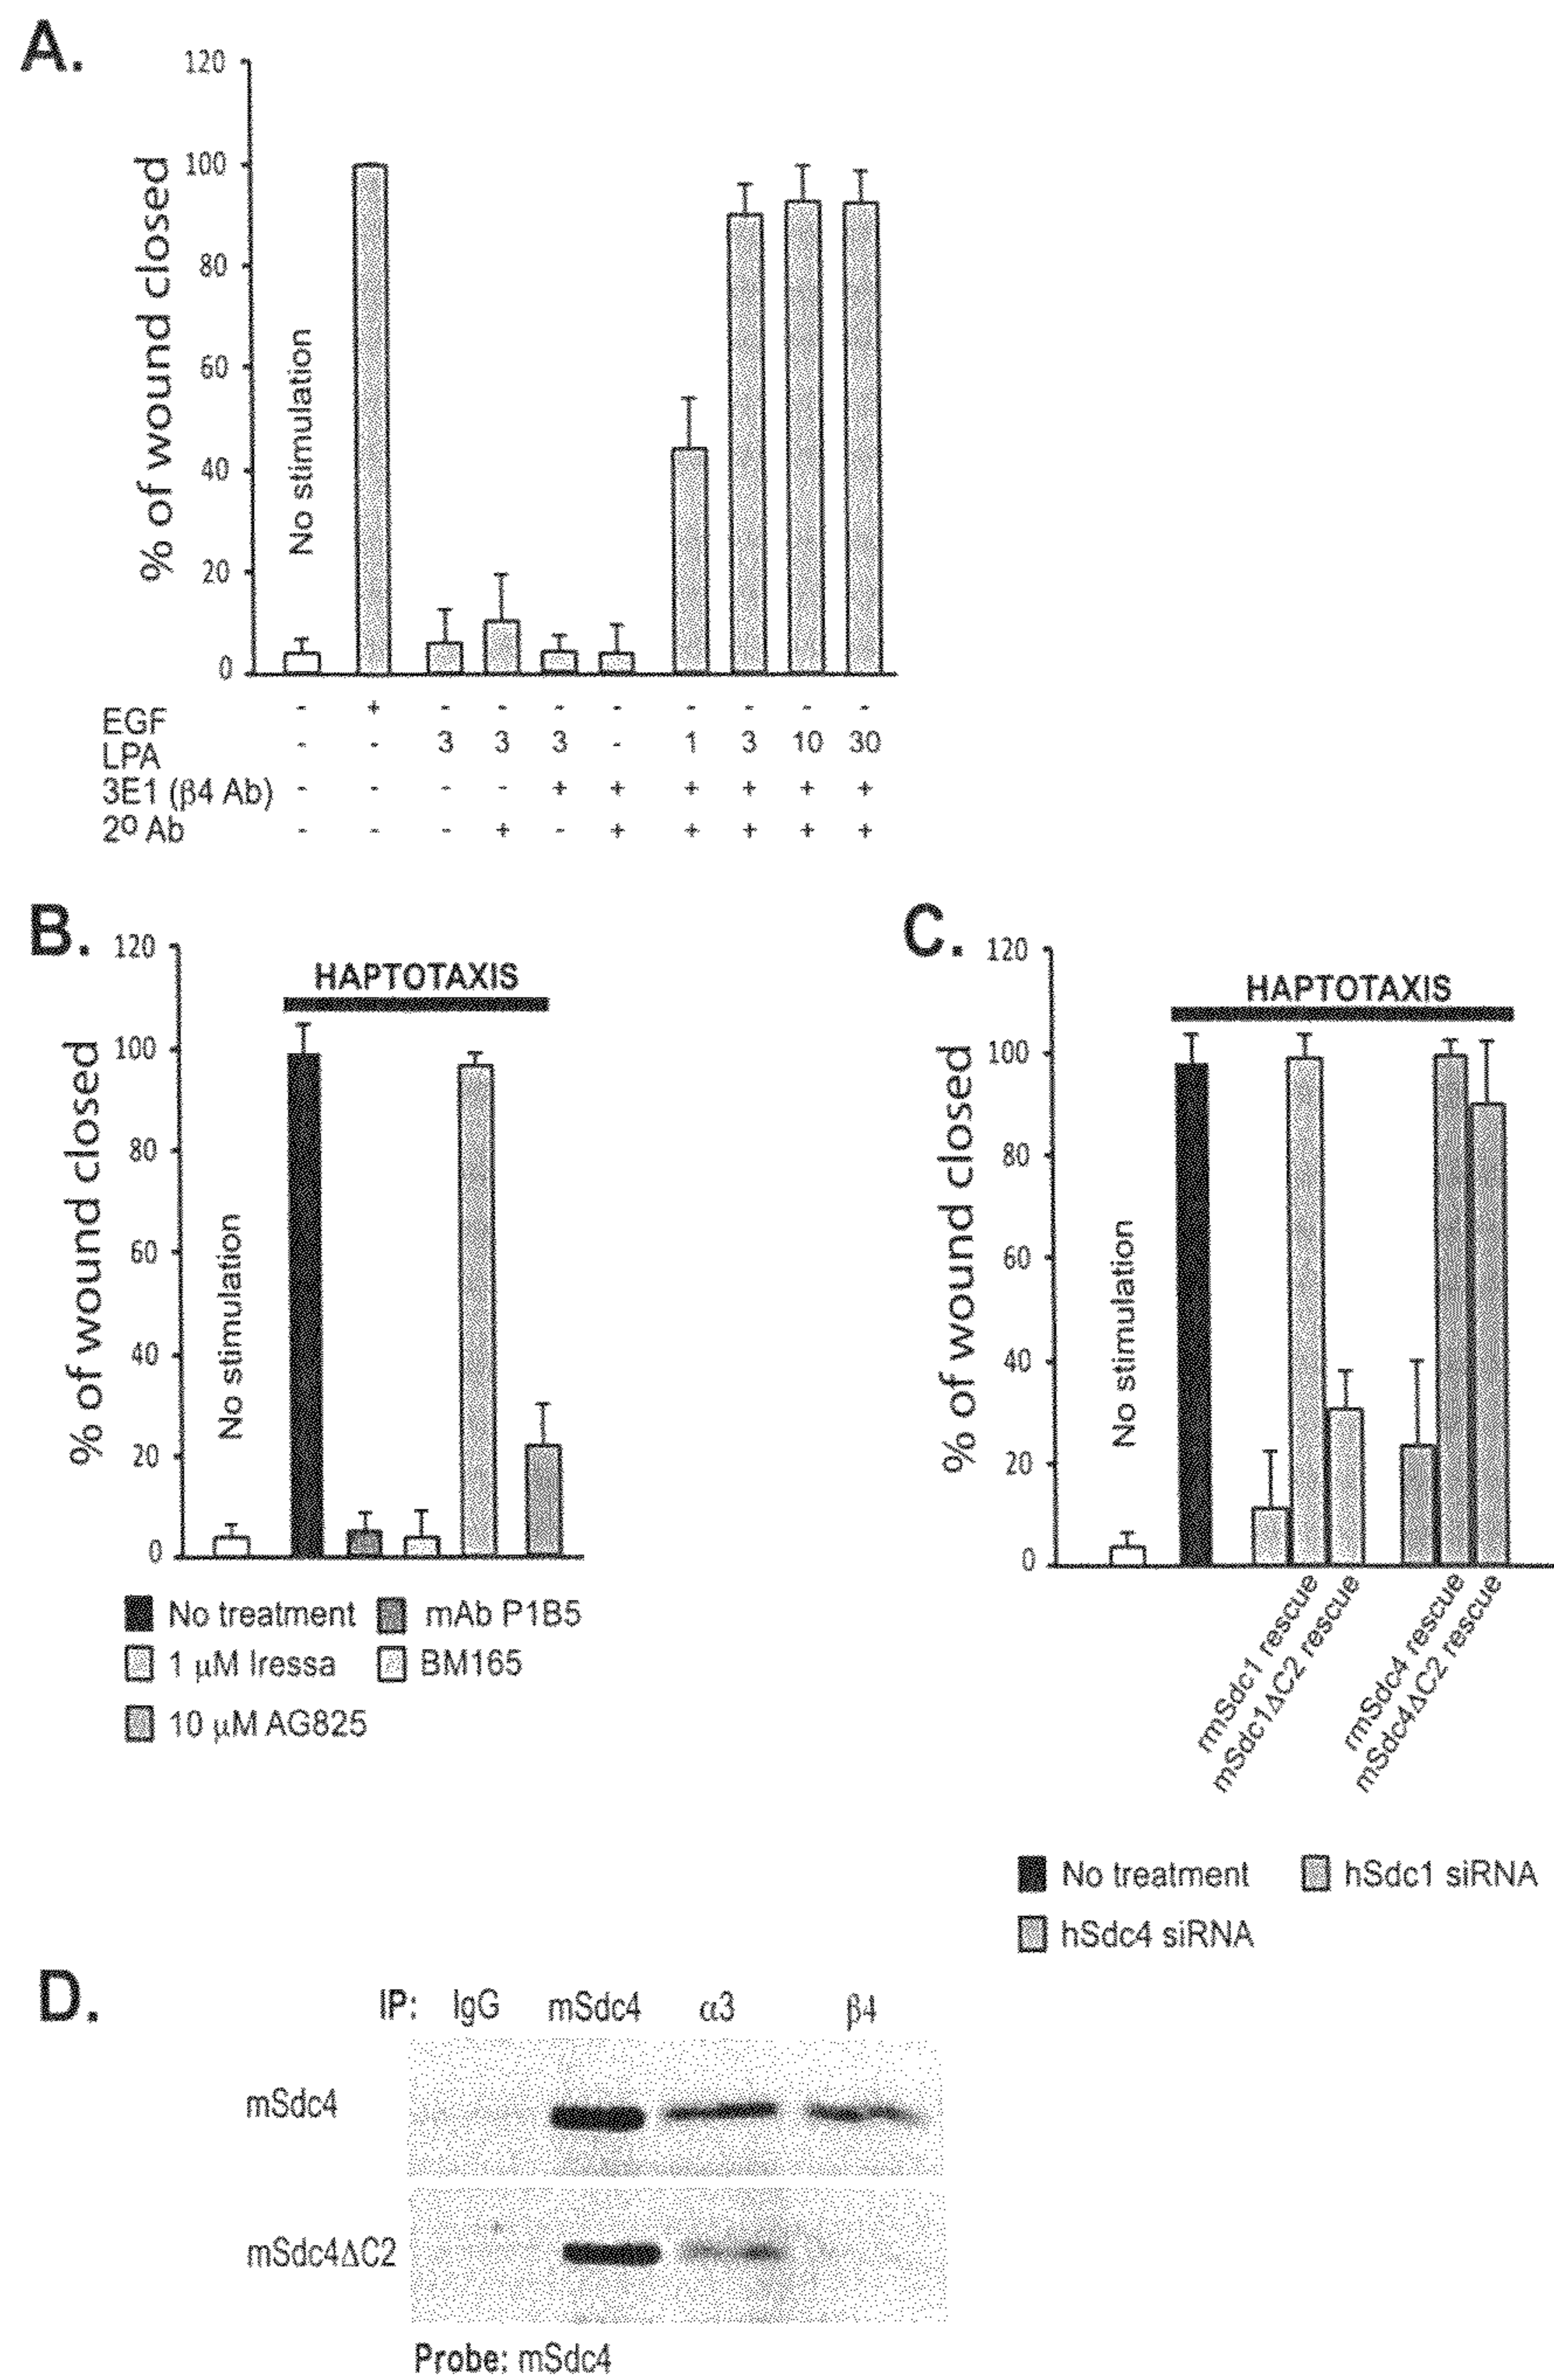 A.
120
100
80
60
40
20
0
% of wound closed
No stimulation
EGF - + - - - - - - - -
LPA - - 3 3 3 - 1 3 10 30
3E1 (β4 Ab) - - - - + + + + + +
2º Ab - - - + - + + + + +
B.
120
100
80
60
40
20
0
% of wound closed
HAPTOTAXIS
No stimulation
No treatment mAb P1B5
1 µM Iressa BM165
10 µM AG825
C.
120
100
80
60
40
20
0
% of wound closed
HAPTOTAXIS
No stimulation
rmSdc1 rescue
mSdc1ΔC2 rescue
rmSdc4 rescue
mSdc4ΔC2 rescue
No treatment hSdc1 siRNA
hSdc4 siRNA
D.
IP: IgG mSdc4 α3 β4
mSdc4
mSdc4ΔC2
Probe: mSdc4